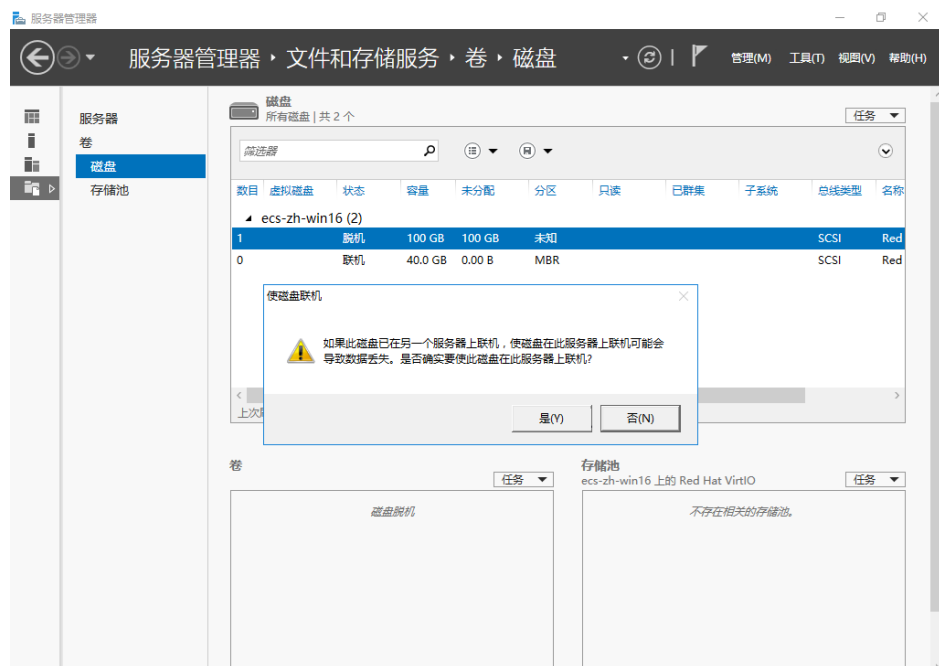 服务器管理器
服务器管理器 · 文件和存储服务 · 卷 · 磁盘
管理(M) 工具(T) 视图(V) 帮助(H)
服务器
卷
磁盘
存储池
磁盘
所有磁盘 | 共 2 个
任务
筛选器
数目 虚拟磁盘 状态 容量 未分配 分区 只读 已群集 子系统 总线类型 名称
ecs-zh-win16 (2)
1 脱机 100 GB 100 GB 未知 SCSI Red
0 联机 40.0 GB 0.00 B MBR SCSI Red
使磁盘联机
如果此磁盘已在另一个服务器上联机，使磁盘在此服务器上联机可能会
导致数据丢失。是否确实要使此磁盘在此服务器上联机?
是(Y) 否(N)
上次
卷
任务
磁盘脱机
存储池
ecs-zh-win16 上的 Red Hat VirtIO
任务
不存在相关的存储池。